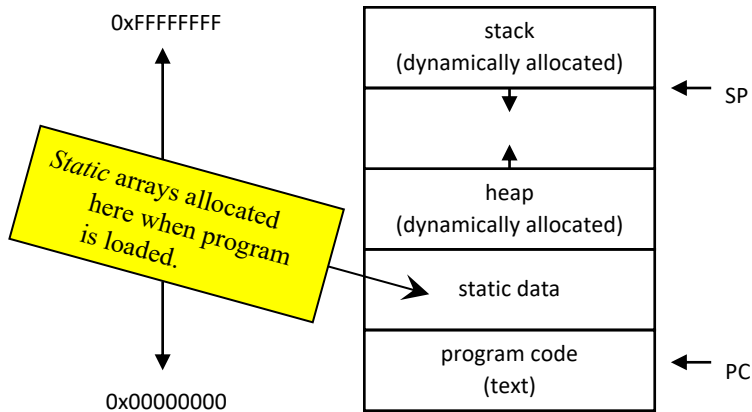 0xFFFFFFFF
stack
(dynamically allocated)
SP
Static arrays allocated
here when program
is loaded.
heap
(dynamically allocated)
static data
program code
(text)
PC
0x00000000